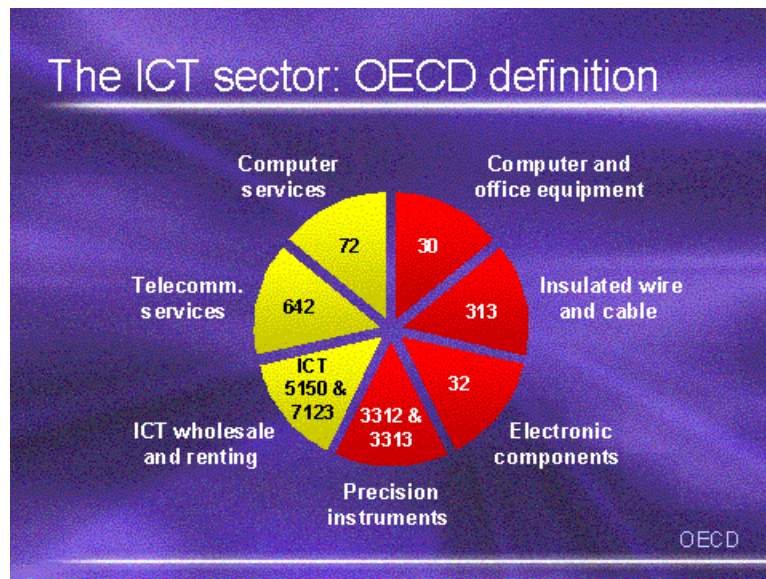 The ICT sector: OECD definition
Computer
services
Computer and
office equipment
72
30
Telecomm.
services
642
313
Insulated wire
and cable
ICT
5150 &
7123
32
3312 &
3313
ICT wholesale
and renting
Electronic
components
Precision
instruments
OECD